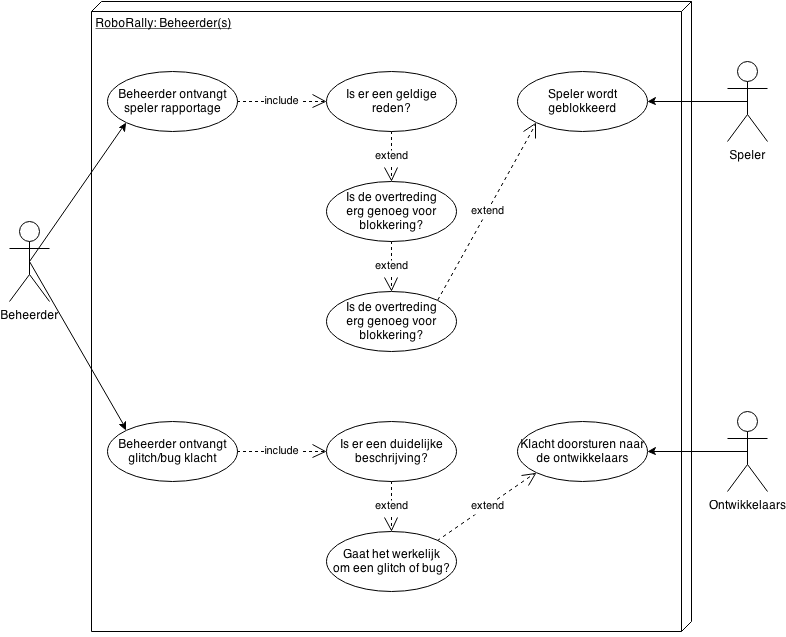 RoboRally: Beheerder(s)
Beheerder ontvangt
speler rapportage
include
Is er een geldige
reden?
Speler wordt
geblokkeerd
Speler
extend
Is de overtreding
erg genoeg voor
blokkering?
extend
extend
Is de overtreding
erg genoeg voor
blokkering?
Beheerder
Beheerder ontvangt
glitch/bug klacht
include
Is er een duidelijke
beschrijving?
Klacht doorsturen naar
de ontwikkelaars
Ontwikkelaars
extend
extend
Gaat het werkelijk
om een glitch of bug?